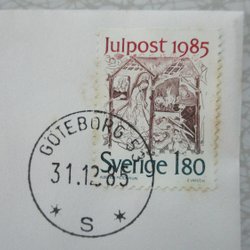 Julpost 1985
Sverige 180
GÖTEBORG
31.12.85
* S *